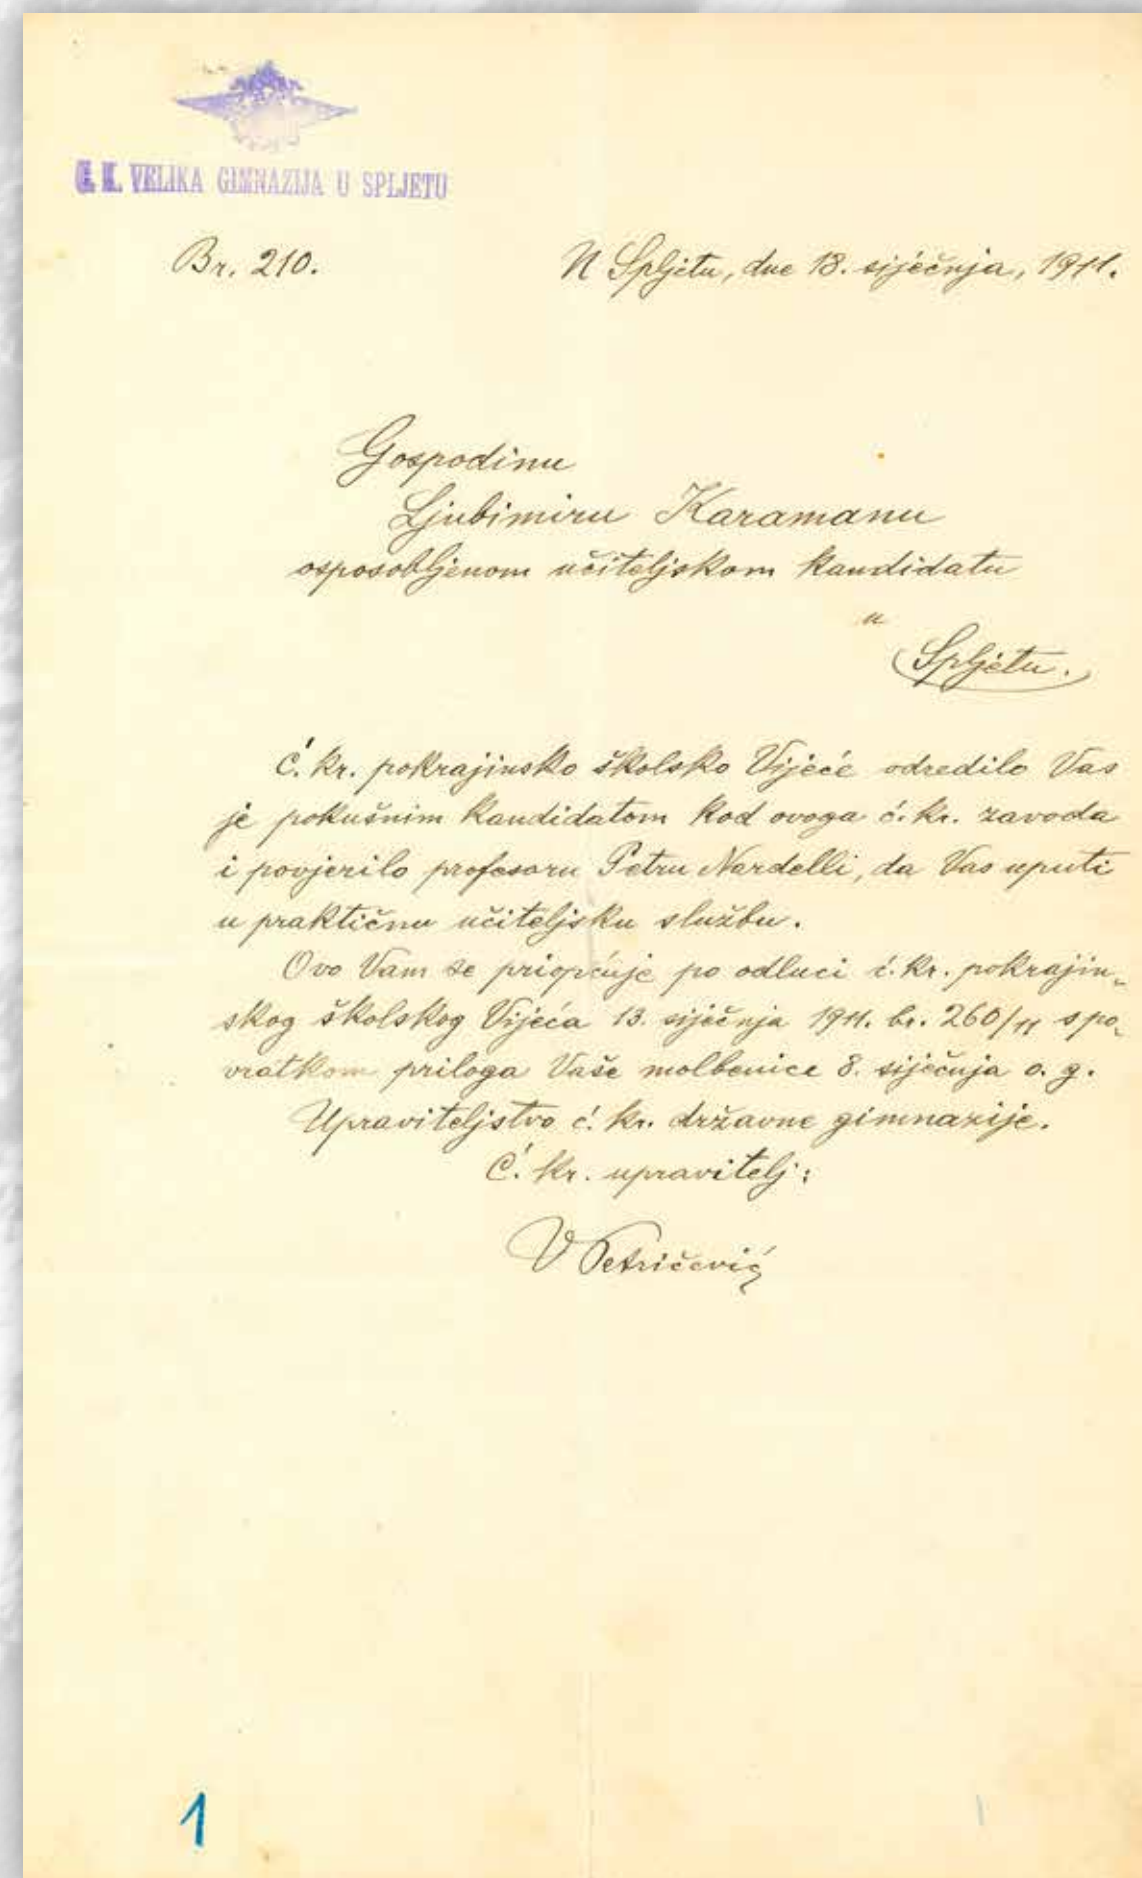 C. K. VELIKA GIMNAZIJA U SPLJETU
Br. 210.
U Spljetu, dne 18. siječnja, 1911.
Gospodinu
Ljubimiru Karamanu
osposobljenom učiteljskom kandidatu
u
Spljetu.
Ć. kr. pokrajinsko školsko Vijeće odredilo Vas
je pokušnim kandidatom kod ovoga ć. kr. zavoda
i povjerilo profesoru Petru Nardelli, da Vas uputi
u praktičnu učiteljsku službu.
Ovo Vam se priopćuje po odluci ć. kr. pokrajin-
skog školskog Vijeća 13. siječnja 1911. br. 260/11 s po-
vratkom priloga Vaše molbenice 8. siječnja o. g.
Upraviteljstvo ć. kr. državne gimnazije.
Ć. kr. upravitelj:
V Petričević
1